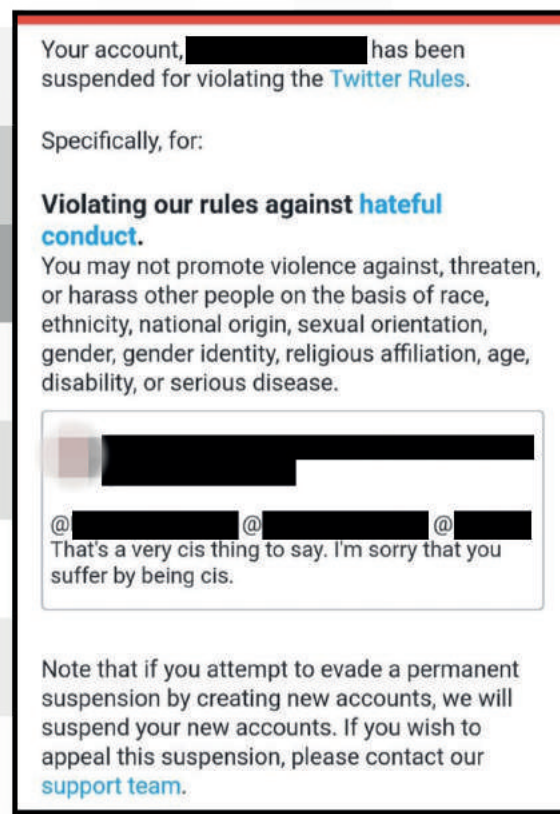 Your account, has been
suspended for violating the Twitter Rules.
Specifically, for:
Violating our rules against hateful
conduct.
You may not promote violence against, threaten,
or harass other people on the basis of race,
ethnicity, national origin, sexual orientation,
gender, gender identity, religious affiliation, age,
disability, or serious disease.
@ @ @
That's a very cis thing to say. I'm sorry that you
suffer by being cis.
Note that if you attempt to evade a permanent
suspension by creating new accounts, we will
suspend your new accounts. If you wish to
appeal this suspension, please contact our
support team.